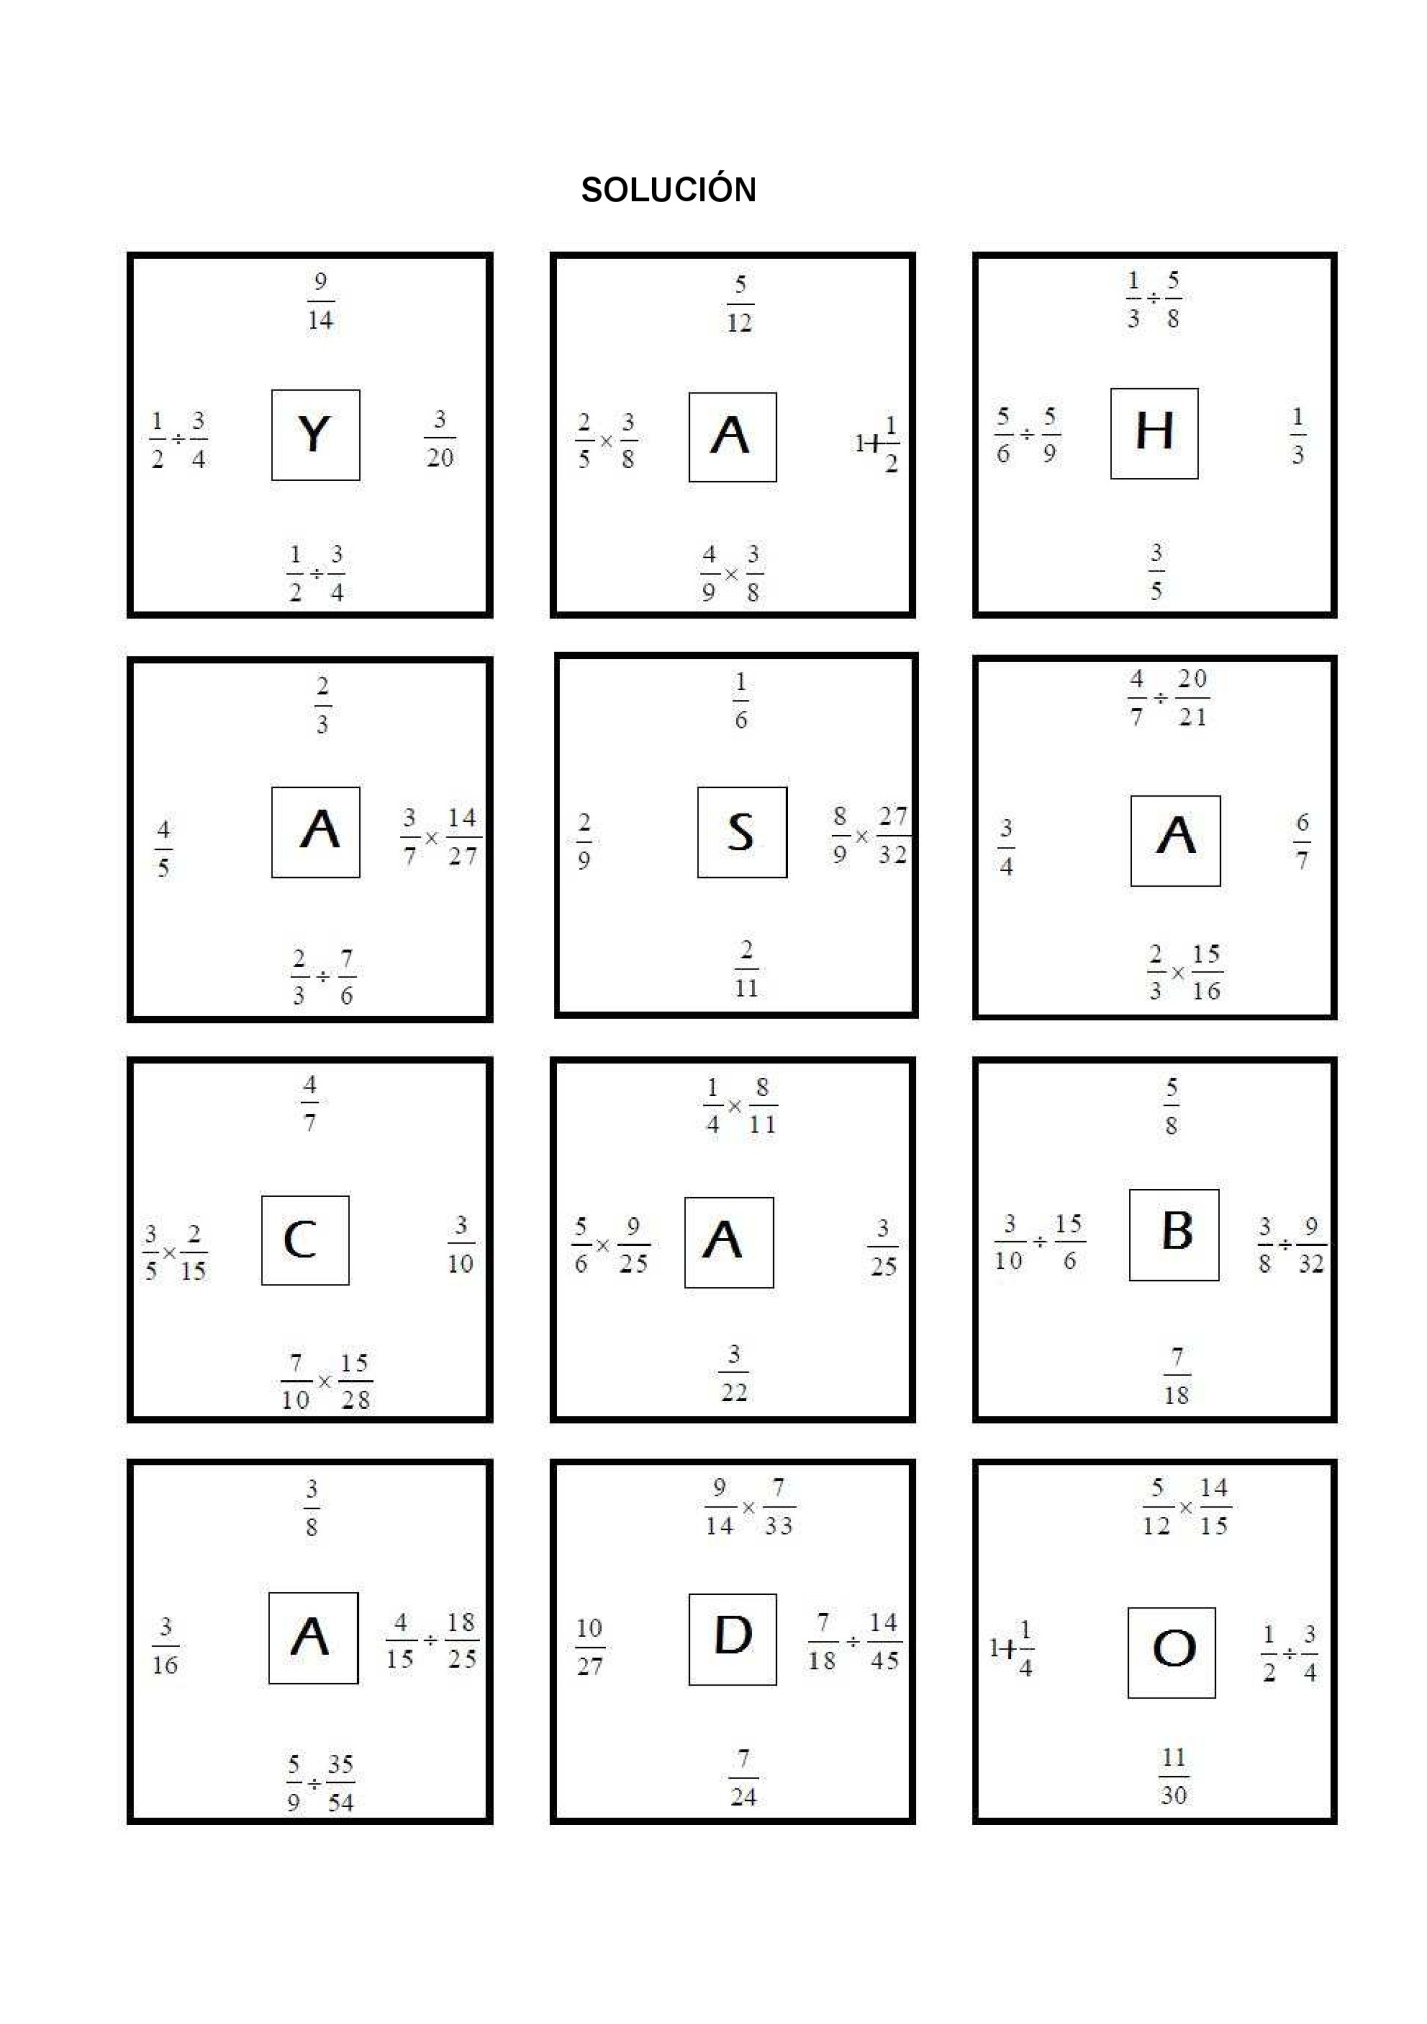 SOLUCIÓN
9/14
1/2 ÷ 3/4 Y 3/20
1/2 ÷ 3/4
5/12
2/5 × 3/8 A 1+1/2
4/9 × 3/8
1/3 ÷ 5/8
5/6 ÷ 5/9 H 1/3
3/5
2/3
4/5 A 3/7 × 14/27
2/3 ÷ 7/6
1/6
2/9 S 8/9 × 27/32
2/11
4/7 ÷ 20/21
3/4 A 6/7
2/3 × 15/16
4/7
3/5 × 2/15 C 3/10
7/10 × 15/28
1/4 × 8/11
5/6 × 9/25 A 3/25
3/22
5/8
3/10 ÷ 15/6 B 3/8 ÷ 9/32
7/18
3/8
3/16 A 4/15 ÷ 18/25
5/9 ÷ 35/54
9/14 × 7/33
10/27 D 7/18 ÷ 14/45
7/24
5/12 × 14/15
1+1/4 O 1/2 ÷ 3/4
11/30